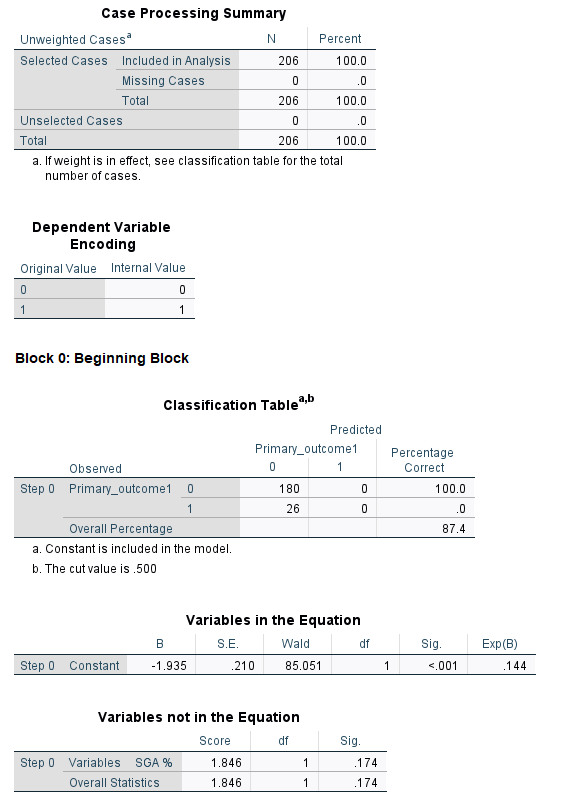 Case Processing Summary
Unweighted Cases^a N Percent
Selected Cases Included in Analysis 206 100.0
Missing Cases 0 .0
Total 206 100.0
Unselected Cases 0 .0
Total 206 100.0
a. If weight is in effect, see classification table for the total
number of cases.
Dependent Variable
Encoding
Original Value Internal Value
0 0
1 1
Block 0: Beginning Block
Classification Table^a,b
Predicted
Primary_outcome1 Percentage
Observed 0 1 Correct
Step 0 Primary_outcome1 0 180 0 100.0
1 26 0 .0
Overall Percentage 87.4
a. Constant is included in the model.
b. The cut value is .500
Variables in the Equation
B S.E. Wald df Sig. Exp(B)
Step 0 Constant -1.935 .210 85.051 1 <.001 .144
Variables not in the Equation
Score df Sig.
Step 0 Variables SGA % 1.846 1 .174
Overall Statistics 1.846 1 .174